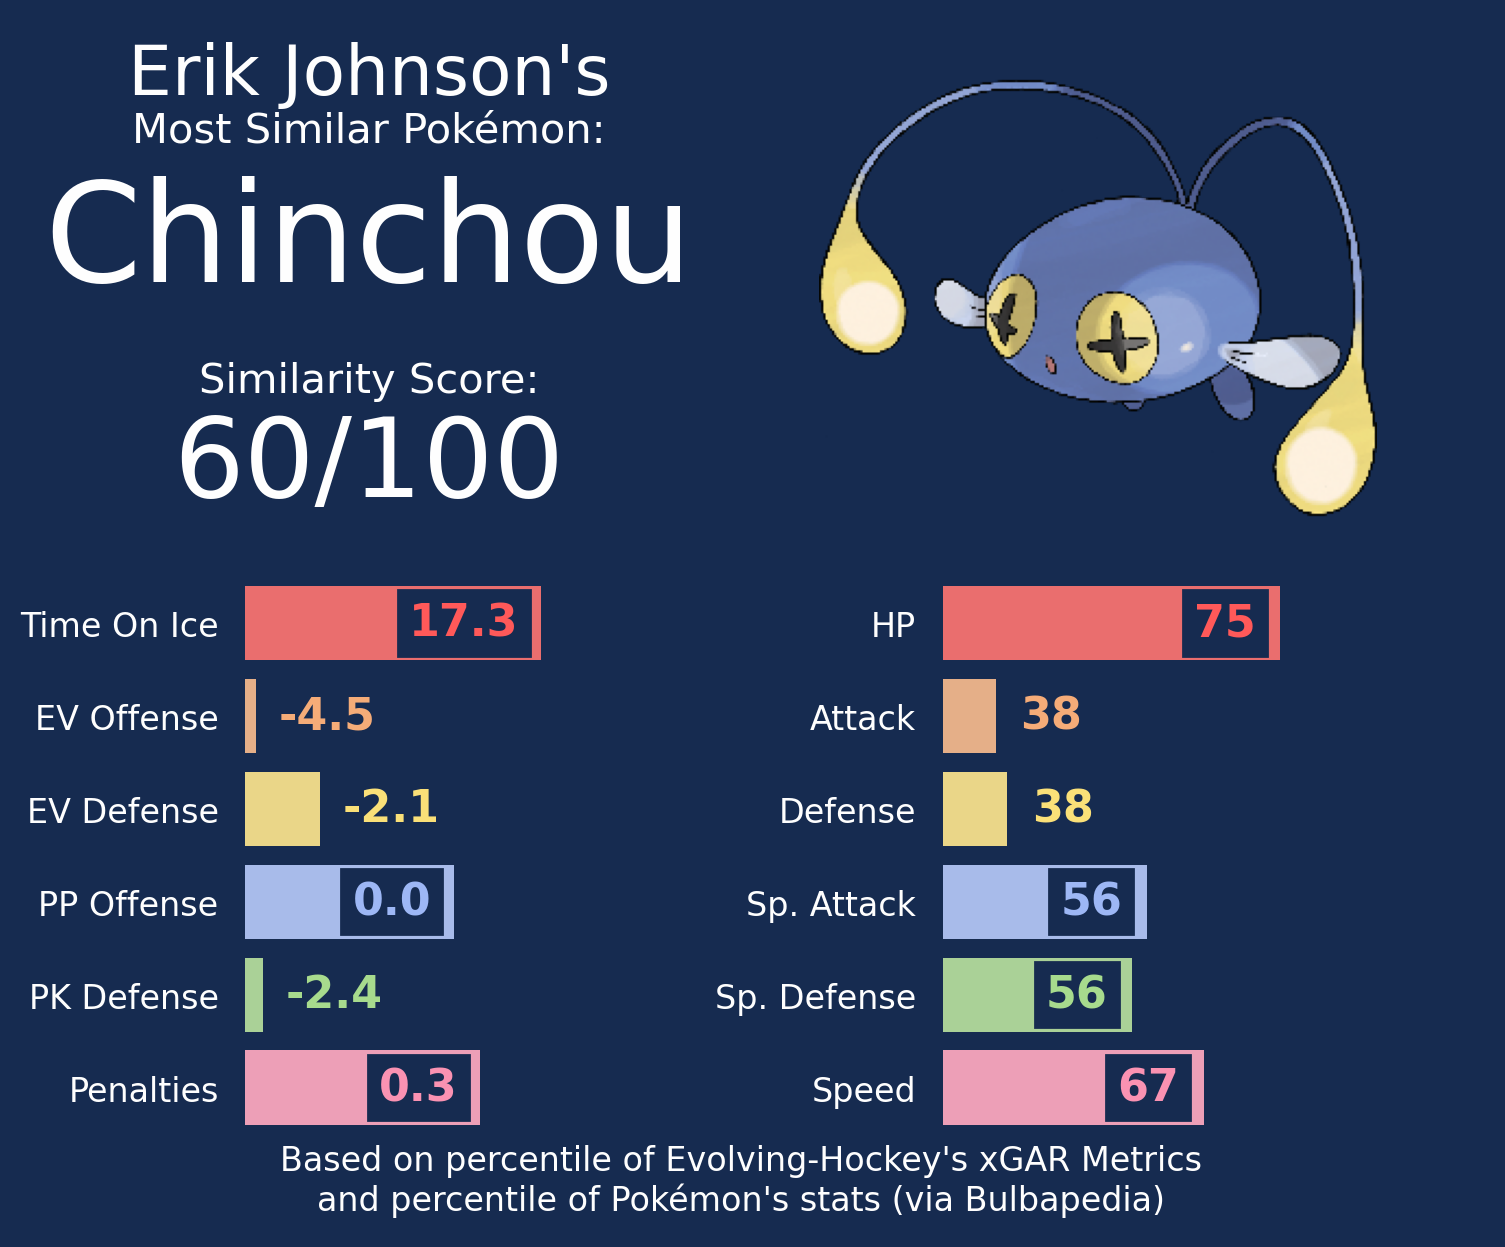 Erik Johnson's
Most Similar Pokémon:
Chinchou
Similarity Score:
60/100
Time On Ice 17.3
EV Offense -4.5
EV Defense -2.1
PP Offense 0.0
PK Defense -2.4
Penalties 0.3
HP 75
Attack 38
Defense 38
Sp. Attack 56
Sp. Defense 56
Speed 67
Based on percentile of Evolving-Hockey's xGAR Metrics
and percentile of Pokémon's stats (via Bulbapedia)